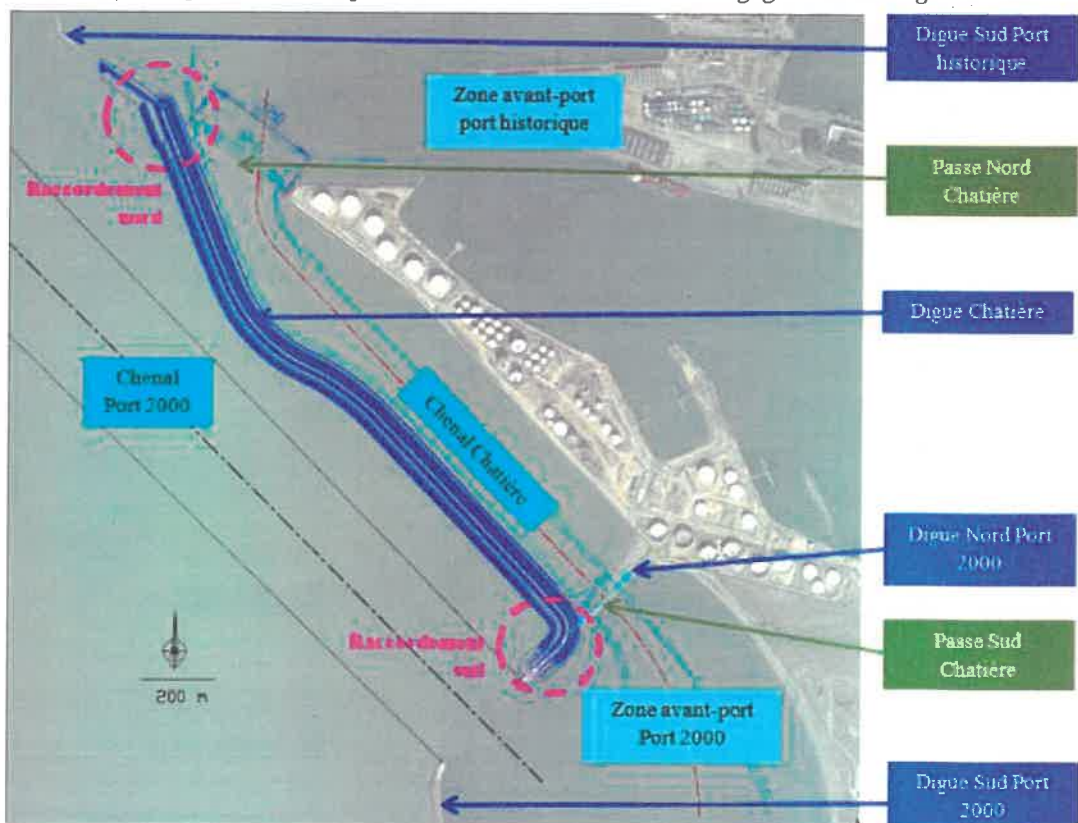 Digue Sud Port
historique
Zone avant-port
port historique
Passe Nord
Chatière
Raccordement
nord
Digue Chatière
Chenal
Port 2000
Chenal Chatière
Digue Nord Port
2000
Passe Sud
Chatière
Raccordement
sud
200 m
Zone avant-port
Port 2000
Digue Sud Port
2000